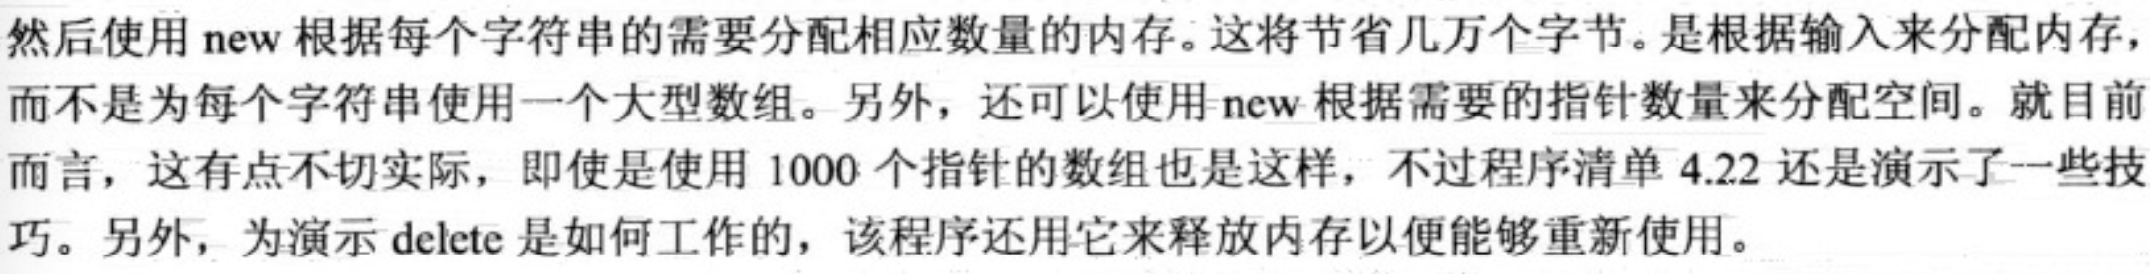 然后使用 new 根据每个字符串的需要分配相应数量的内存。这将节省几万个字节。是根据输入来分配内存，
而不是为每个字符串使用一个大型数组。另外，还可以使用 new 根据需要的指针数量来分配空间。就目前
而言，这有点不切实际，即使是使用 1000 个指针的数组也是这样，不过程序清单 4.22 还是演示了一些技
巧。另外，为演示 delete 是如何工作的，该程序还用它来释放内存以便能够重新使用。